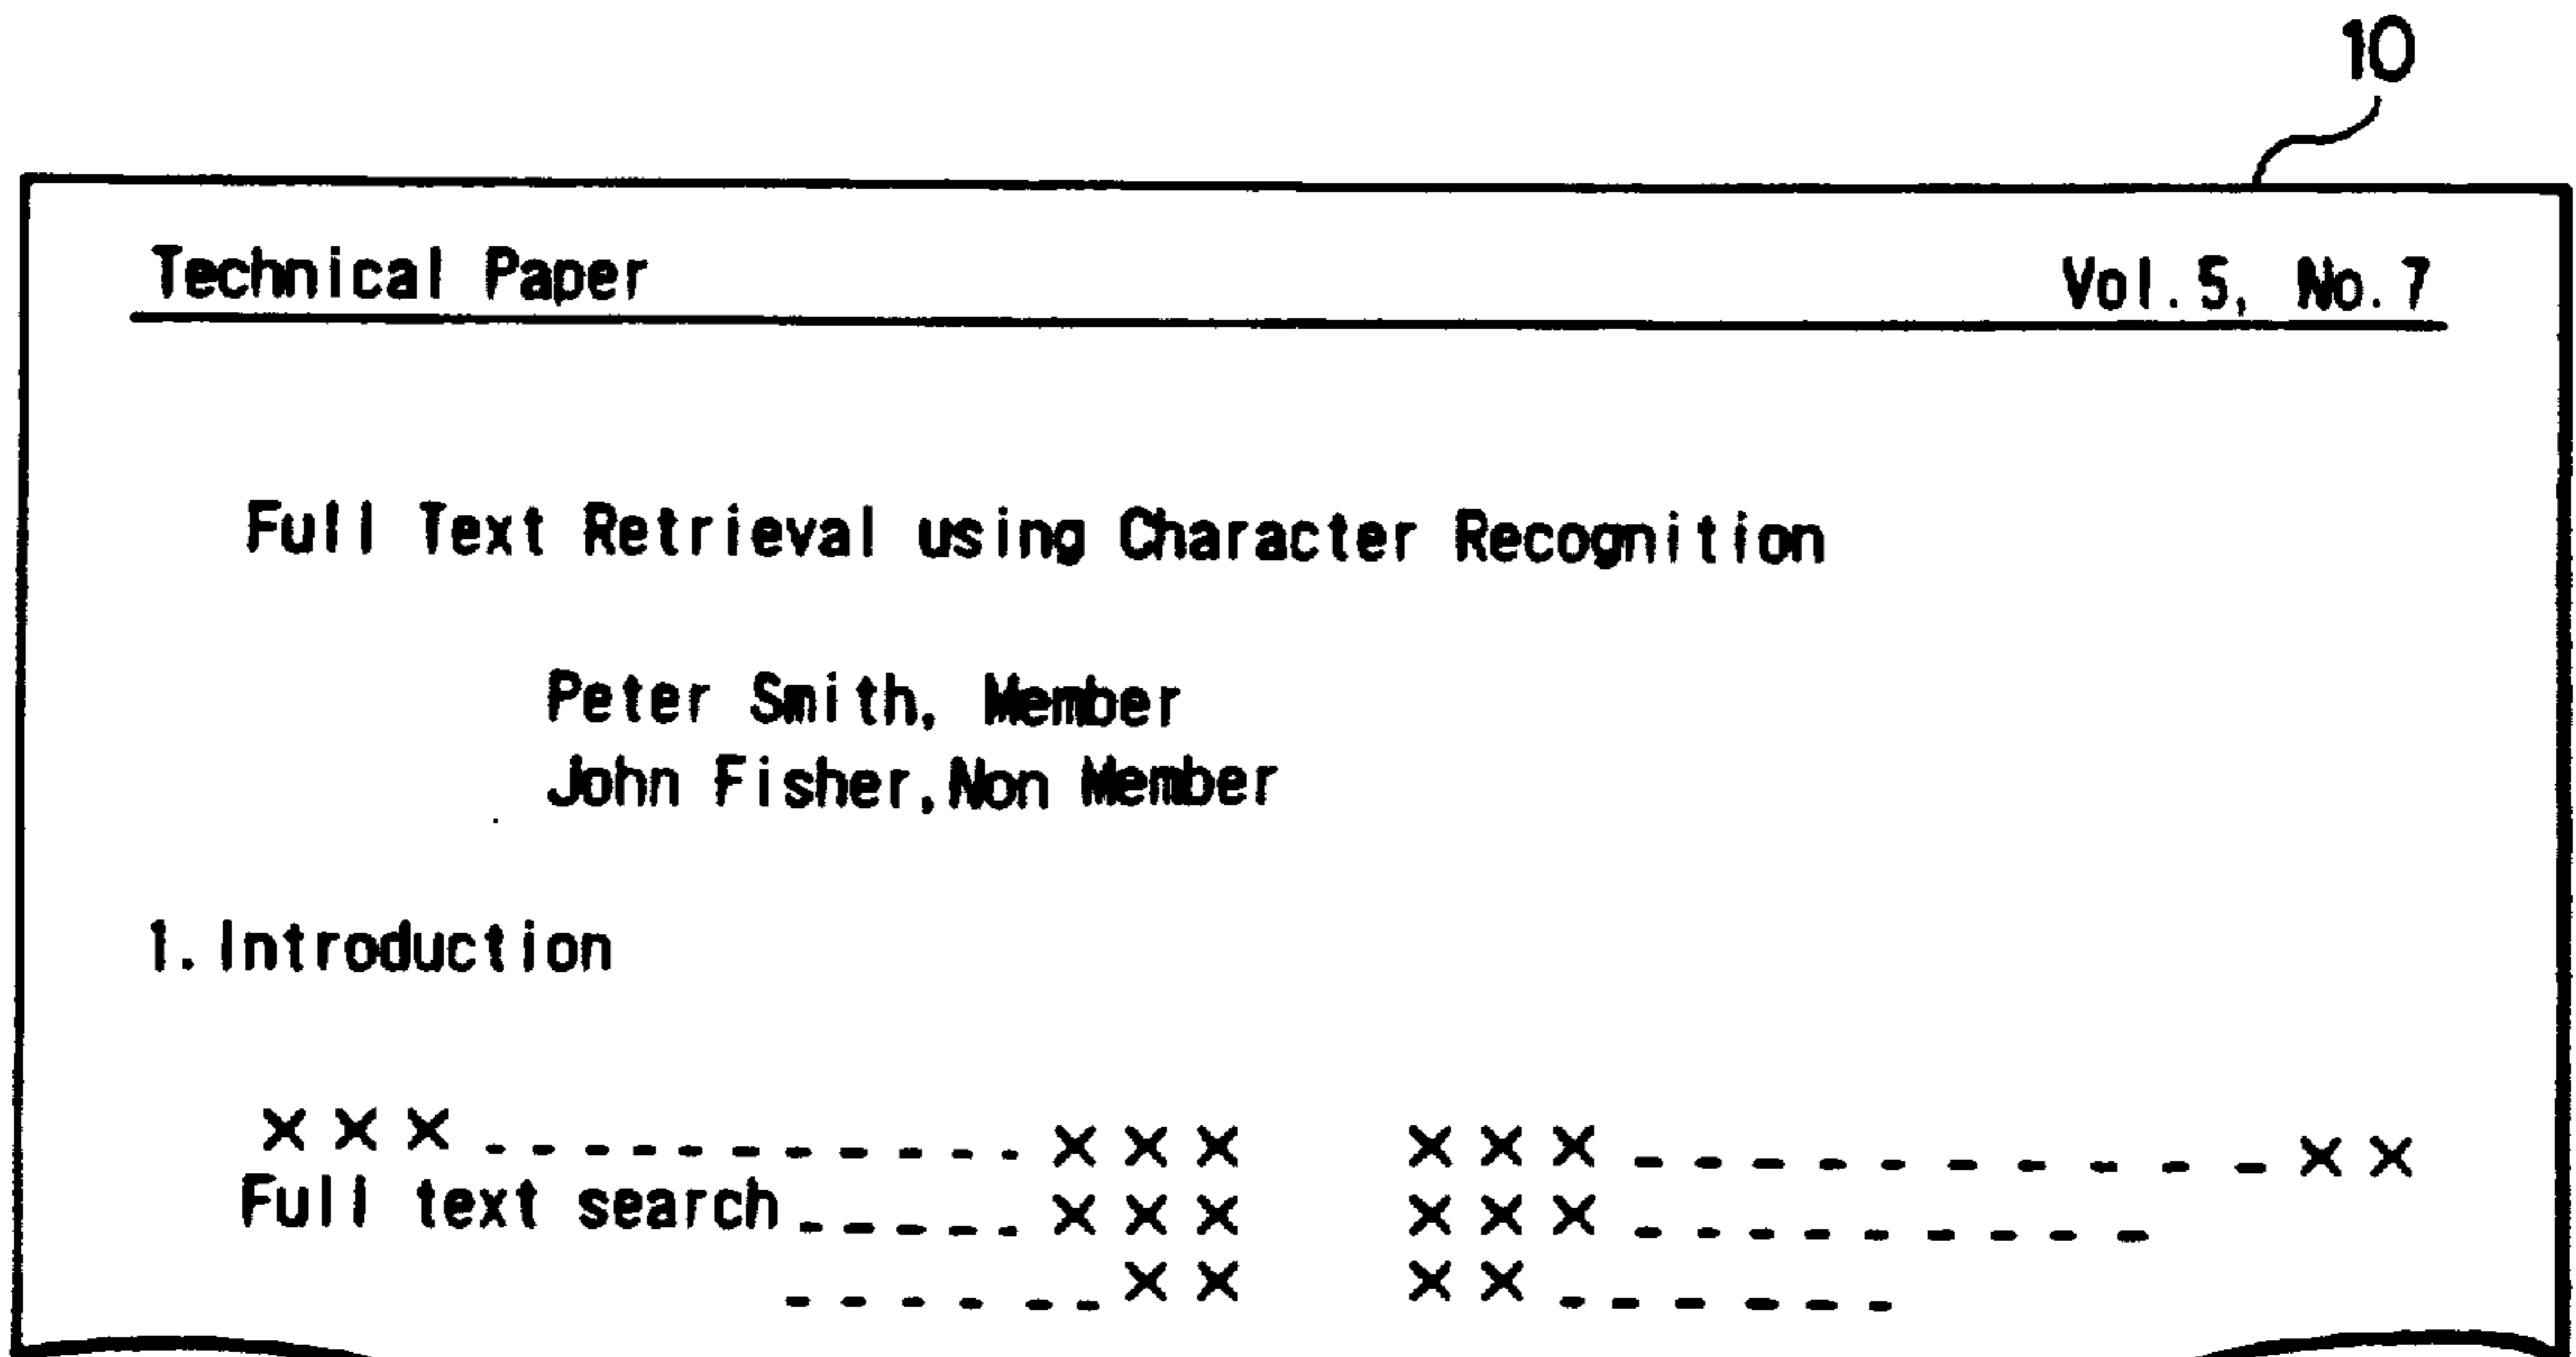 10
Technical Paper Vol.5, No.7
Full Text Retrieval using Character Recognition
Peter Smith, Member
John Fisher,Non Member
1. Introduction
××× - - - - - - - - - - - ××× ××× - - - - - - - - - - ××
Full text search - - - - - ××× ××× - - - - - - - - -
- - - - - - ×× ×× - - - - - -